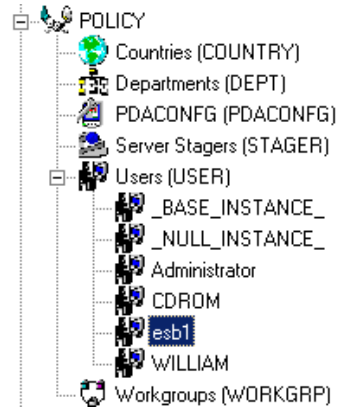 POLICY
Countries (COUNTRY)
Departments (DEPT)
PDACONFG (PDACONFG)
Server Stagers (STAGER)
Users (USER)
_BASE_INSTANCE_
_NULL_INSTANCE_
Administrator
CDROM
esb1
WILLIAM
Workgroups (WORKGRP)